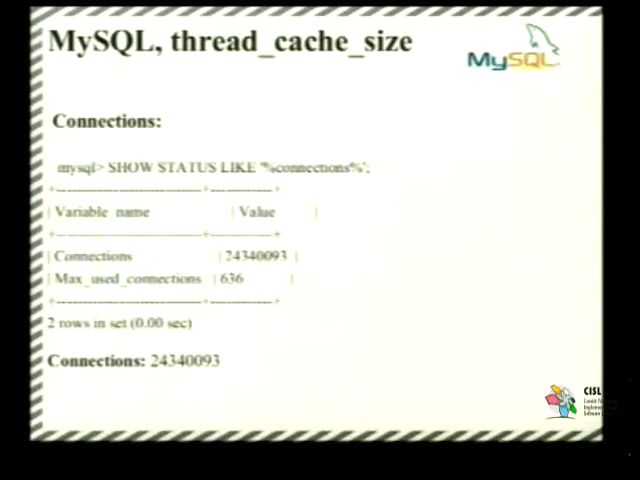 MySQL, thread_cache_size
MySQL
Connections:
mysql> SHOW STATUS LIKE '%connections%';
+-----------------------------+------------+
| Variable_name | Value |
+-----------------------------+------------+
| Connections | 24340093 |
| Max_used_connections | 636 |
+-----------------------------+------------+
2 rows in set (0.00 sec)
Connections: 24340093
CISL
Software